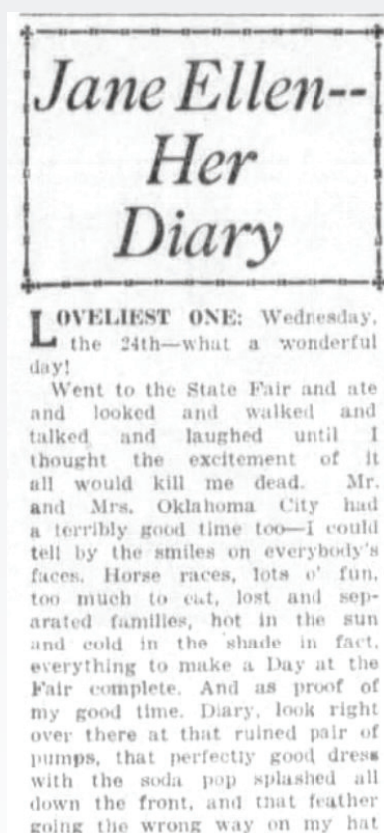 Jane Ellen--
Her
Diary
LOVELIEST ONE: Wednesday,
the 24th—what a wonderful
day!
Went to the State Fair and ate
and looked and walked and
talked and laughed until I
thought the excitement of it
all would kill me dead. Mr.
and Mrs. Oklahoma City had
a terribly good time too—I could
tell by the smiles on everybody's
faces. Horse races, lots o' fun,
too much to eat, lost and sep-
arated families, hot in the sun
and cold in the shade in fact,
everything to make a Day at the
Fair complete. And as proof of
my good time, Diary, look right
over there at that ruined pair of
pumps, that perfectly good dress
with the soda pop splashed all
down the front, and that feather
going the wrong way on my hat